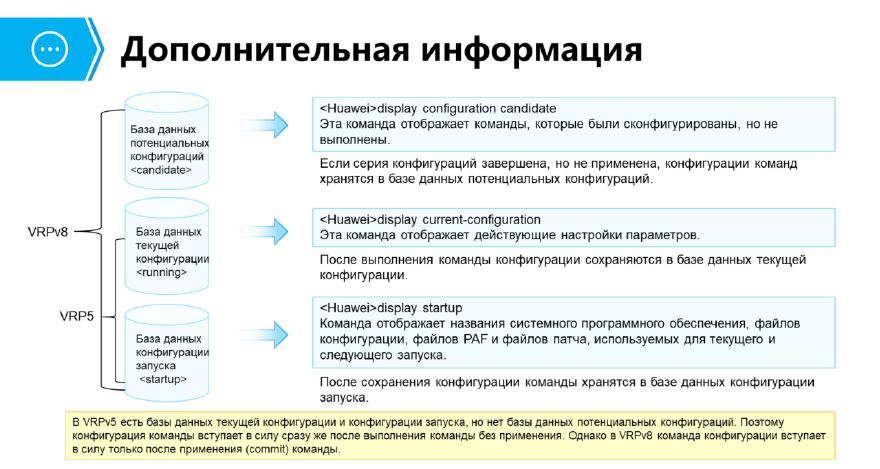 Дополнительная информация
База данных
потенциальных
конфигураций
<candidate>
<Huawei>display configuration candidate
Эта команда отображает команды, которые были сконфигурированы, но не
выполнены.
Если серия конфигураций завершена, но не применена, конфигурации команд
хранятся в базе данных потенциальных конфигураций.
VRPv8
База данных
текущей
конфигурации
<running>
<Huawei>display current-configuration
Эта команда отображает действующие настройки параметров.
После выполнения команды конфигурации сохраняются в базе данных текущей
конфигурации.
VRP5
База данных
конфигурации
запуска
<startup>
<Huawei>display startup
Команда отображает названия системного программного обеспечения, файлов
конфигурации, файлов PAF и файлов патча, используемых для текущего и
следующего запуска.
После сохранения конфигурации команды хранятся в базе данных конфигурации
запуска.
В VRPv5 есть базы данных текущей конфигурации и конфигурации запуска, но нет базы данных потенциальных конфигураций. Поэтому
конфигурация команды вступает в силу сразу же после выполнения команды без применения. Однако в VRPv8 команда конфигурации вступает
в силу только после применения (commit) команды.